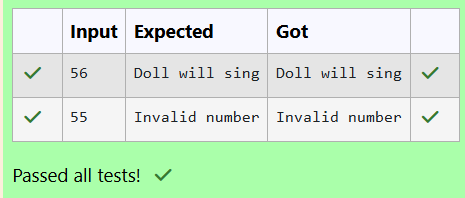 Input Expected Got
56 Doll will sing Doll will sing
55 Invalid number Invalid number
Passed all tests!